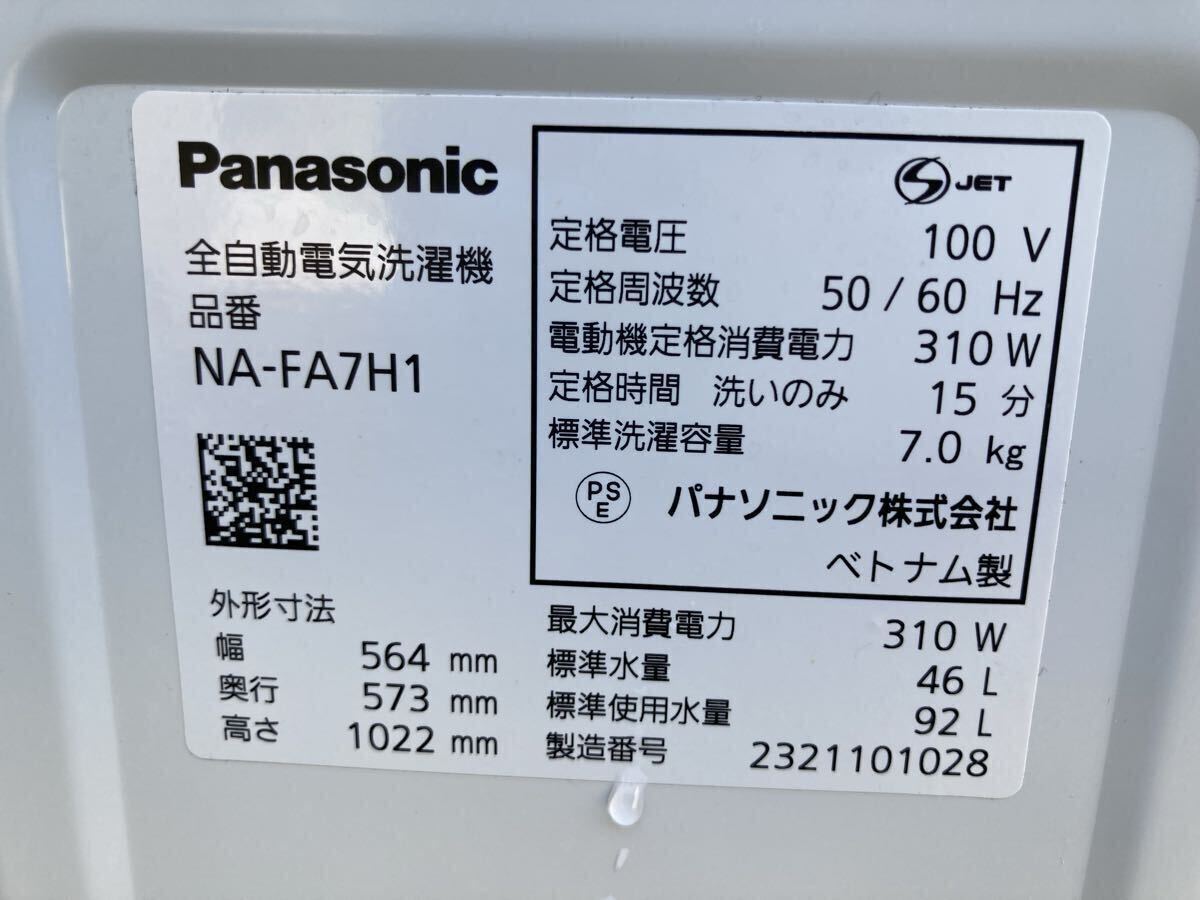 Panasonic
全自動電気洗濯機
品番
NA-FA7H1
外形寸法
幅 564 mm
奥行 573 mm
高さ 1022 mm
JET
定格電圧 100 V
定格周波数 50 / 60 Hz
電動機定格消費電力 310 W
定格時間 洗いのみ 15 分
標準洗濯容量 7.0 kg
PS
E
パナソニック株式会社
ベトナム製
最大消費電力 310 W
標準水量 46 L
標準使用水量 92 L
製造番号 2321101028